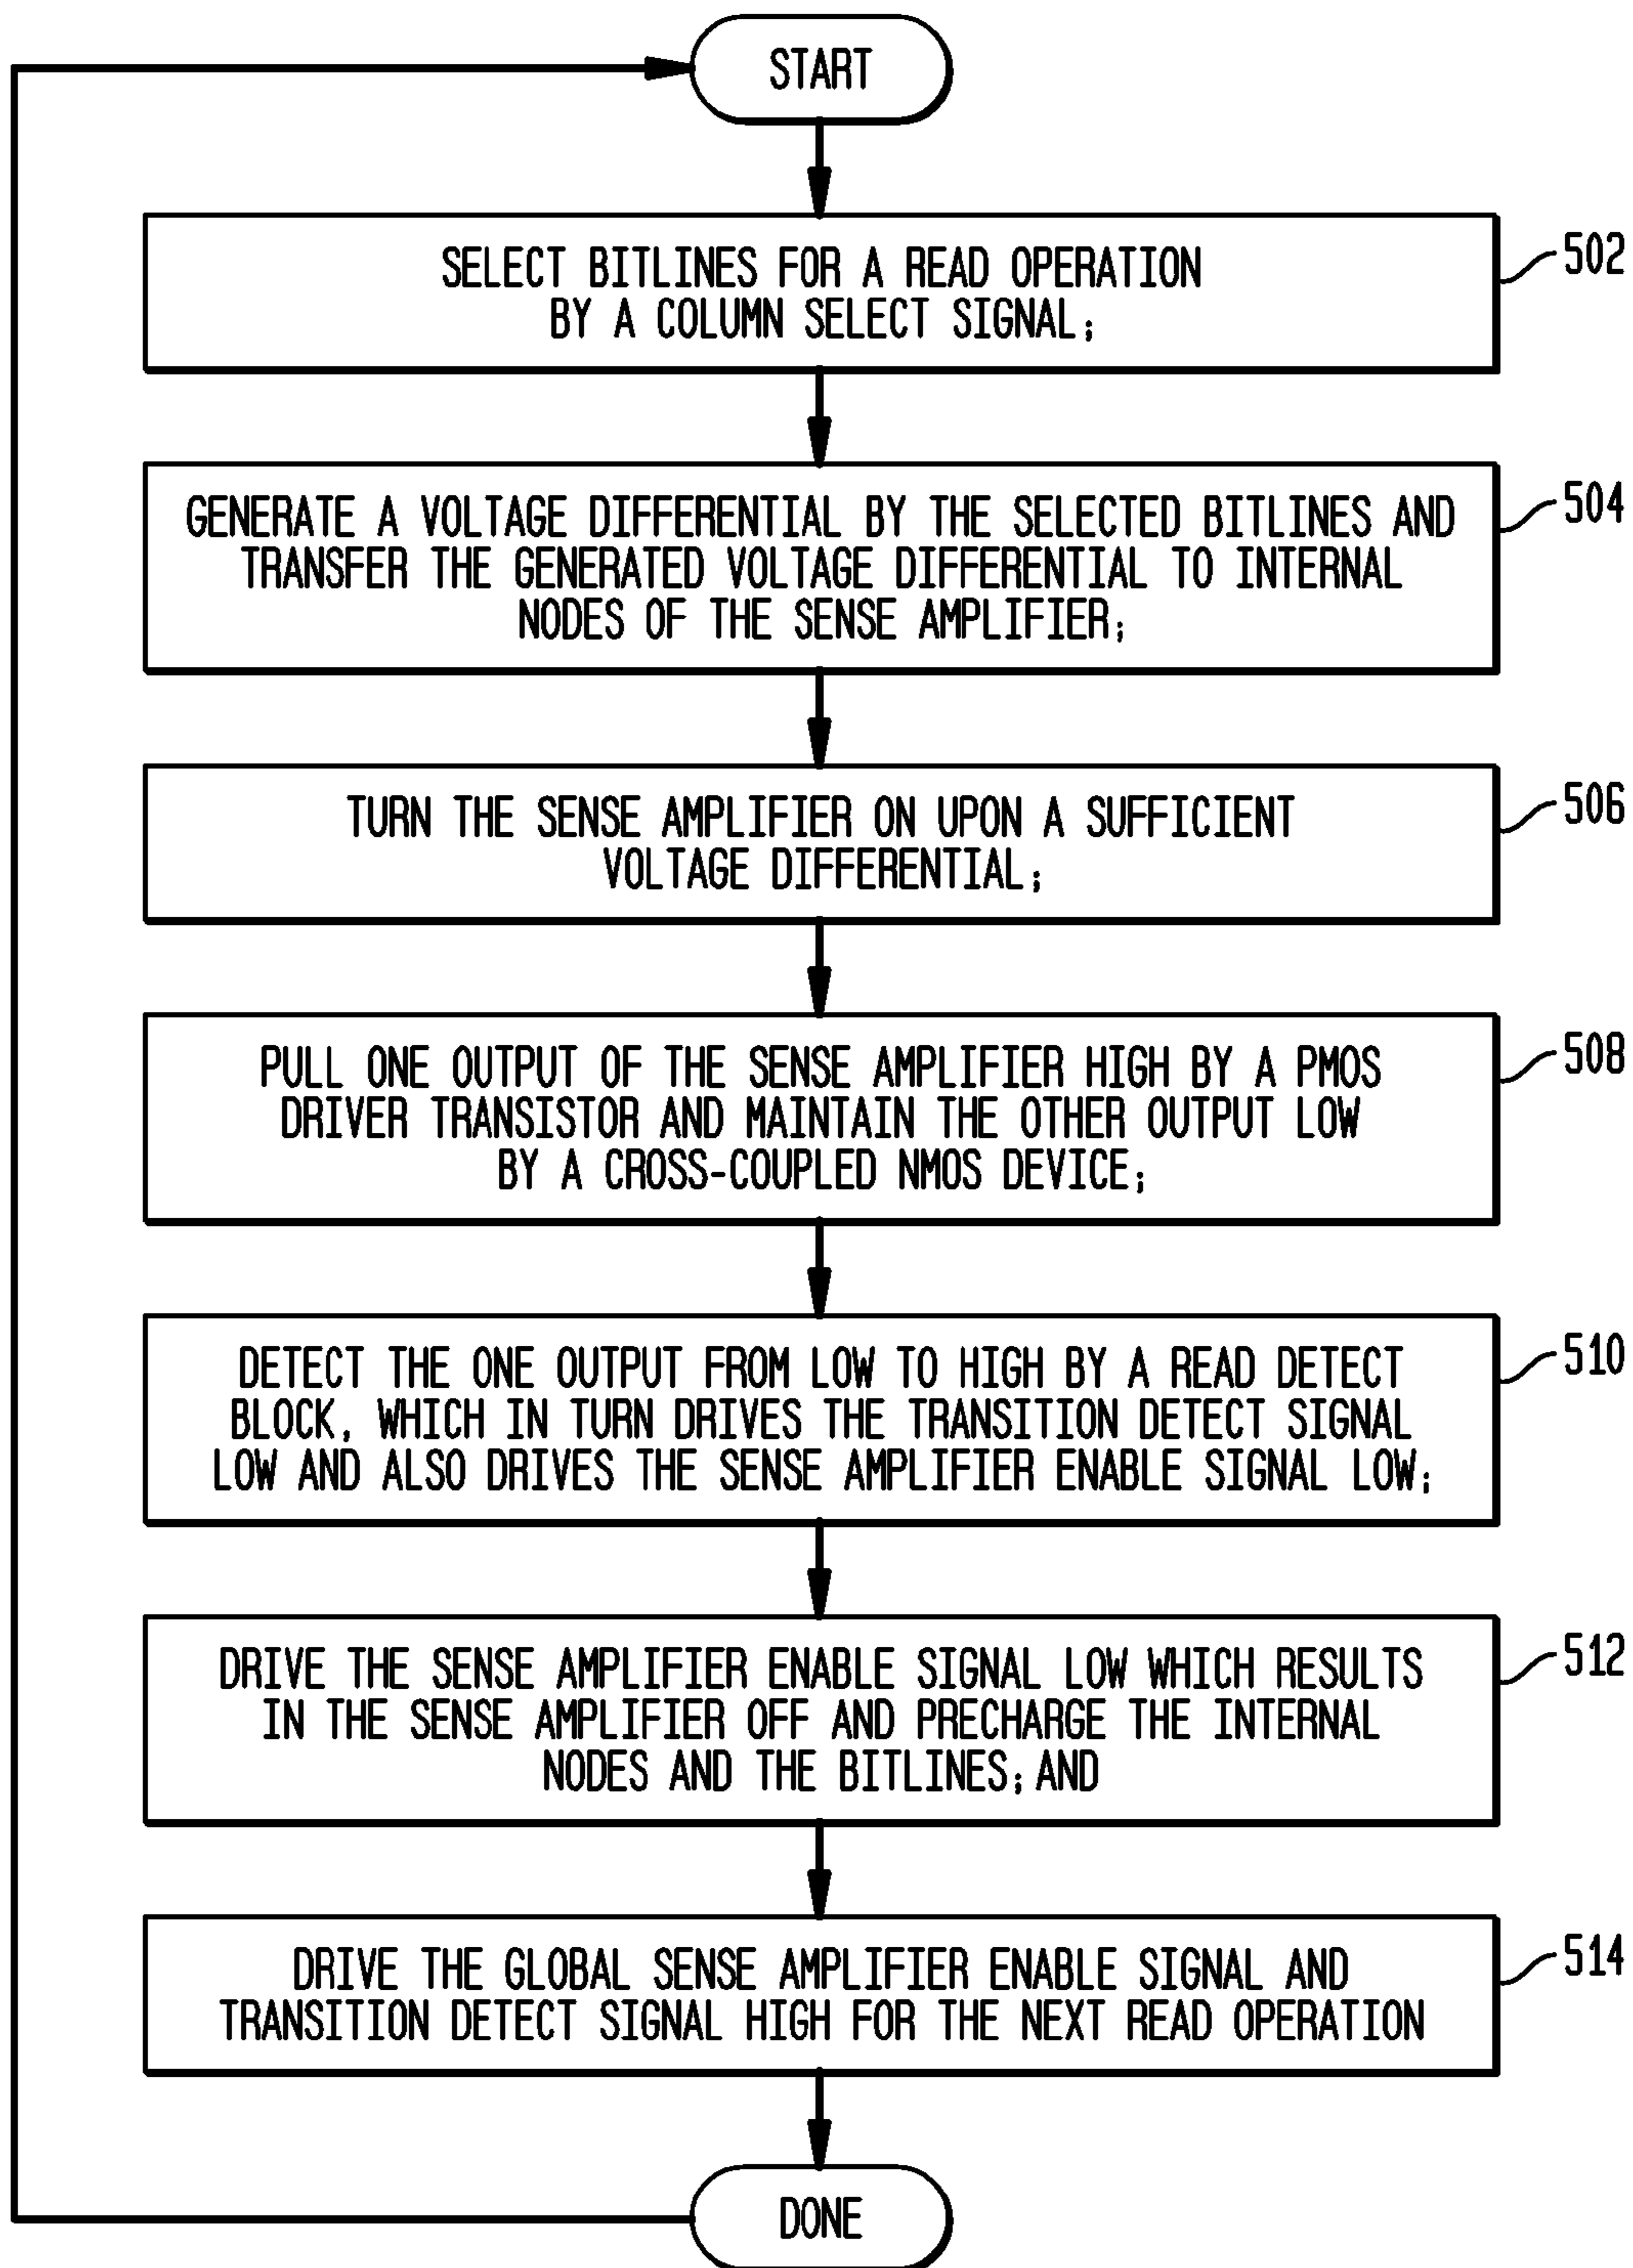 START
SELECT BITLINES FOR A READ OPERATION
BY A COLUMN SELECT SIGNAL;
502
GENERATE A VOLTAGE DIFFERENTIAL BY THE SELECTED BITLINES AND
TRANSFER THE GENERATED VOLTAGE DIFFERENTIAL TO INTERNAL
NODES OF THE SENSE AMPLIFIER;
504
TURN THE SENSE AMPLIFIER ON UPON A SUFFICIENT
VOLTAGE DIFFERENTIAL;
506
PULL ONE OUTPUT OF THE SENSE AMPLIFIER HIGH BY A PMOS
DRIVER TRANSISTOR AND MAINTAIN THE OTHER OUTPUT LOW
BY A CROSS-COUPLED NMOS DEVICE;
508
DETECT THE ONE OUTPUT FROM LOW TO HIGH BY A READ DETECT
BLOCK, WHICH IN TURN DRIVES THE TRANSITION DETECT SIGNAL
LOW AND ALSO DRIVES THE SENSE AMPLIFIER ENABLE SIGNAL LOW;
510
DRIVE THE SENSE AMPLIFIER ENABLE SIGNAL LOW WHICH RESULTS
IN THE SENSE AMPLIFIER OFF AND PRECHARGE THE INTERNAL
NODES AND THE BITLINES; AND
512
DRIVE THE GLOBAL SENSE AMPLIFIER ENABLE SIGNAL AND
TRANSITION DETECT SIGNAL HIGH FOR THE NEXT READ OPERATION
514
DONE